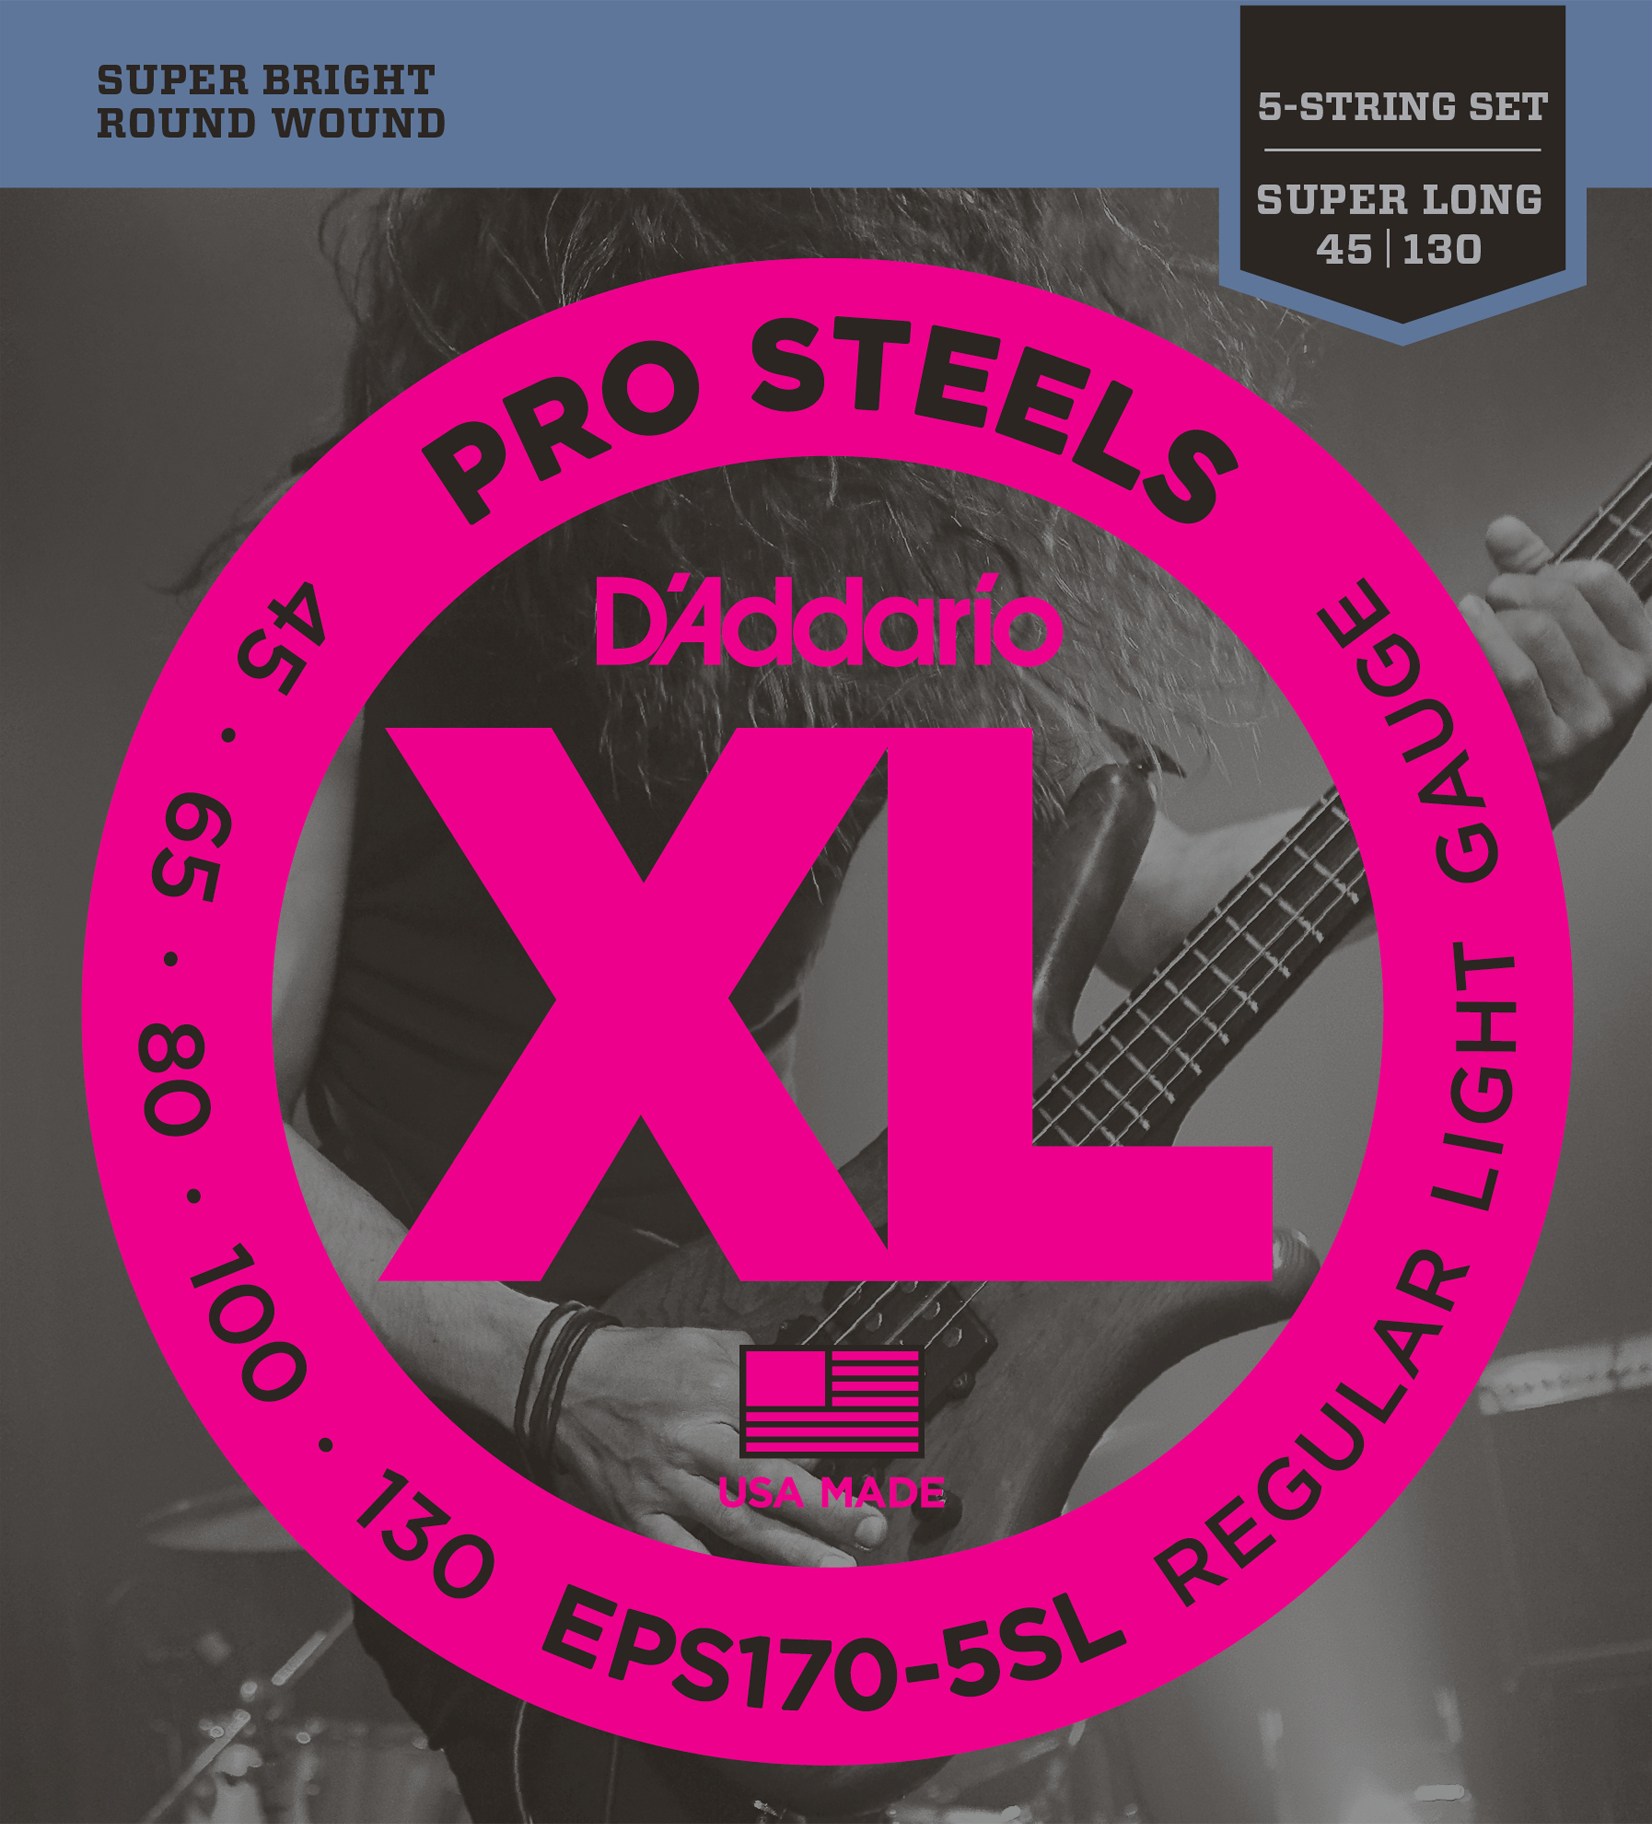 SUPER BRIGHT
ROUND WOUND
5-STRING SET
SUPER LONG
45 | 130
PRO STEELS
D'Addario
XL
USA MADE
45 · 65 · 80 · 100 · 130
EPS170-5SL
REGULAR LIGHT GAUGE